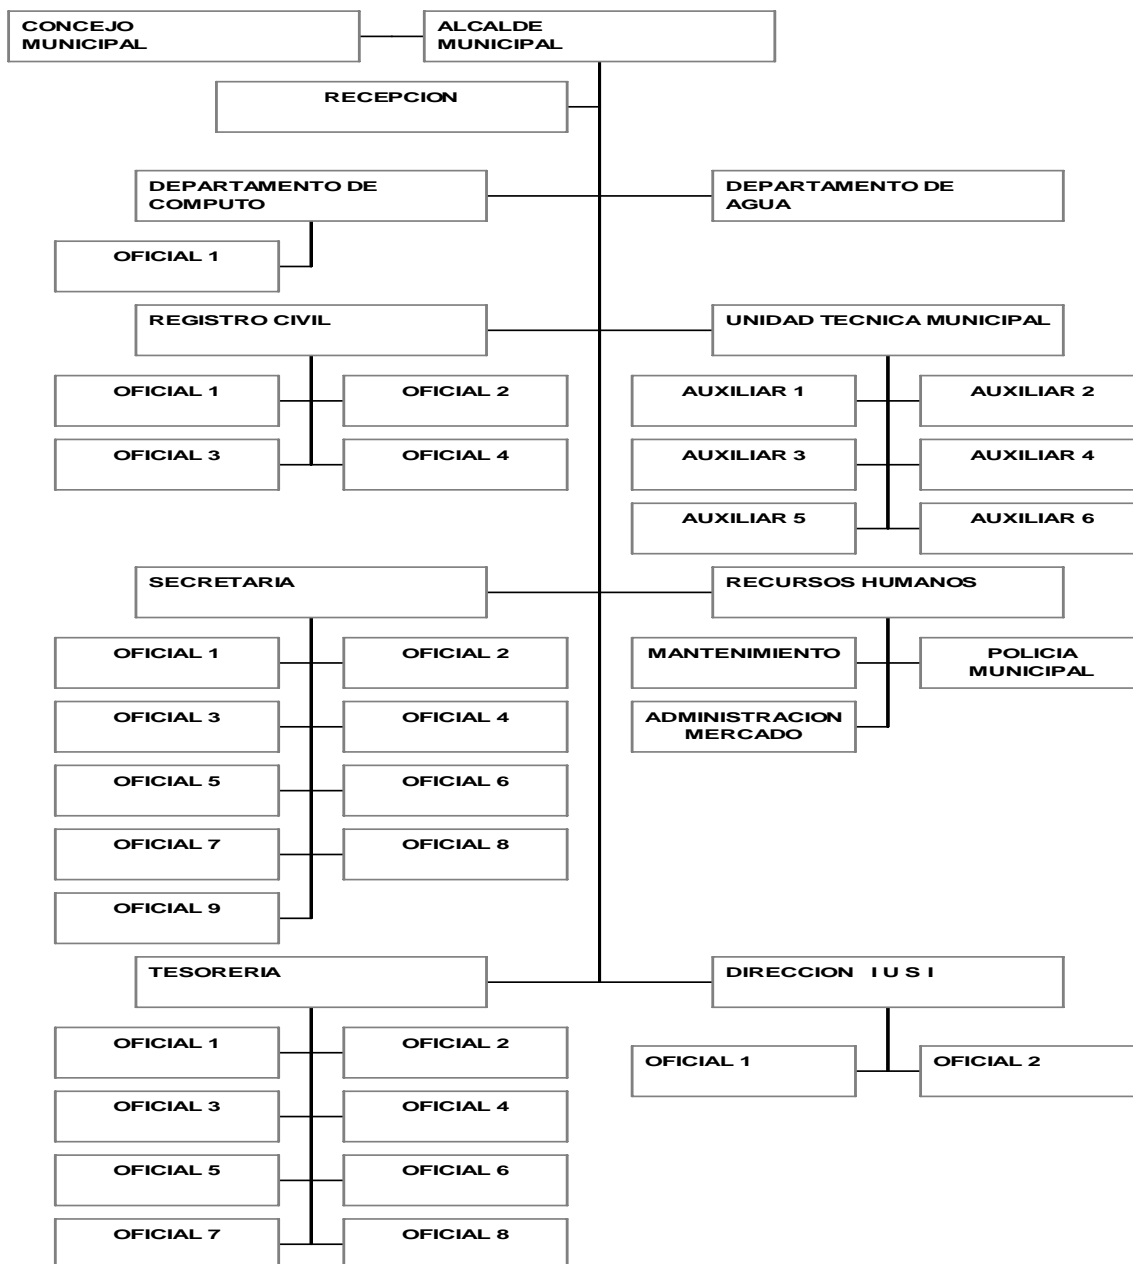 CONCEJO
MUNICIPAL
ALCALDE
MUNICIPAL
RECEPCION
DEPARTAMENTO DE
COMPUTO
DEPARTAMENTO DE
AGUA
OFICIAL 1
REGISTRO CIVIL
UNIDAD TECNICA MUNICIPAL
OFICIAL 1
OFICIAL 2
AUXILIAR 1
AUXILIAR 2
OFICIAL 3
OFICIAL 4
AUXILIAR 3
AUXILIAR 4
AUXILIAR 5
AUXILIAR 6
SECRETARIA
RECURSOS HUMANOS
OFICIAL 1
OFICIAL 2
MANTENIMIENTO
POLICIA
MUNICIPAL
OFICIAL 3
OFICIAL 4
ADMINISTRACION
MERCADO
OFICIAL 5
OFICIAL 6
OFICIAL 7
OFICIAL 8
OFICIAL 9
TESORERIA
DIRECCION I U S I
OFICIAL 1
OFICIAL 2
OFICIAL 1
OFICIAL 2
OFICIAL 3
OFICIAL 4
OFICIAL 5
OFICIAL 6
OFICIAL 7
OFICIAL 8